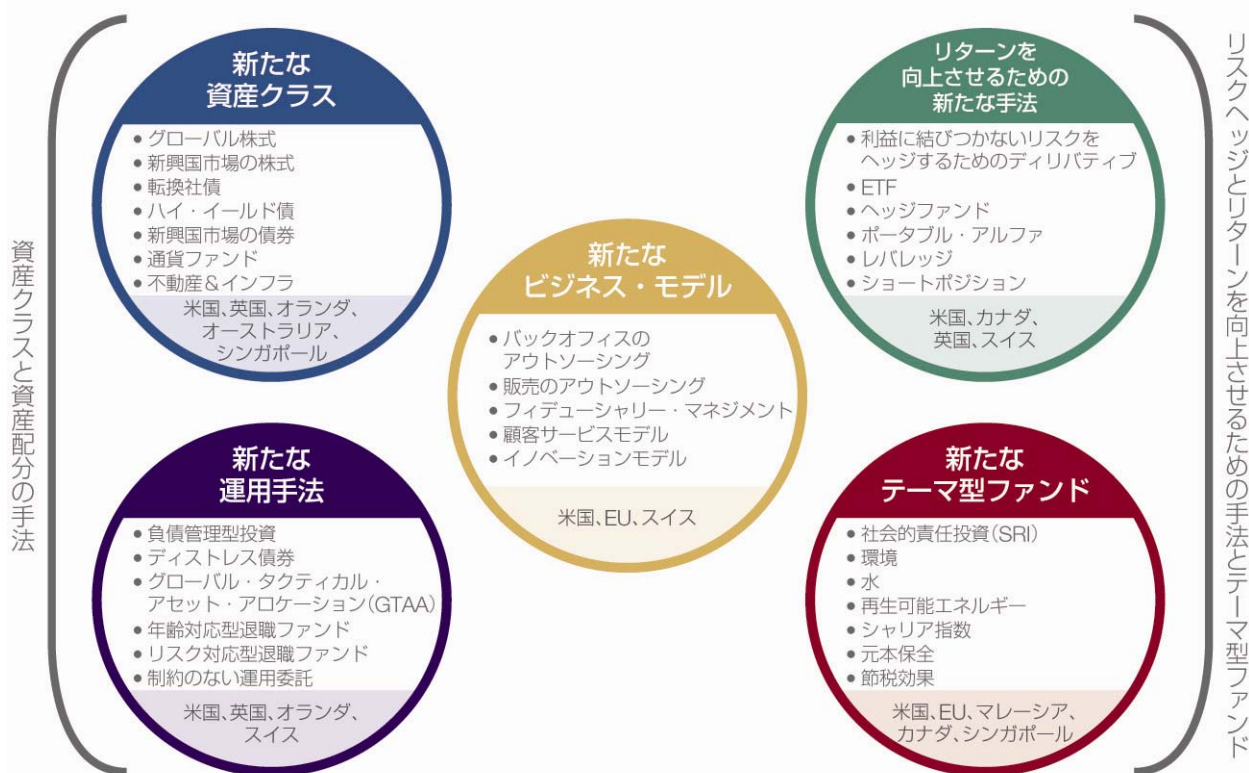 資産クラスと資産配分の手法
新たな
資産クラス
● グローバル株式
● 新興国市場の株式
● 転換社債
● ハイ・イールド債
● 新興国市場の債券
● 通貨ファンド
● 不動産&インフラ
米国、英国、オランダ、
オーストラリア、
シンガポール
新たな
運用手法
● 負債管理型投資
● ディストレス債券
● グローバル・タクティカル・
アセット・アロケーション(GTAA)
● 年齢対応型退職ファンド
● リスク対応型退職ファンド
● 制約のない運用委託
米国、英国、オランダ、
スイス
新たな
ビジネス・モデル
● バックオフィスの
アウトソーシング
● 販売のアウトソーシング
● フィデューシャリー・マネジメント
● 顧客サービスモデル
● イノベーションモデル
米国、EU、スイス
リターンを
向上させるための
新たな手法
● 利益に結びつかないリスクを
ヘッジするためのディリバティブ
● ETF
● ヘッジファンド
● ポータブル・アルファ
● レバレッジ
● ショートポジション
米国、カナダ、
英国、スイス
新たな
テーマ型ファンド
● 社会的責任投資(SRI)
● 環境
● 水
● 再生可能エネルギー
● シャリア指数
● 元本保全
● 節税効果
米国、EU、マレーシア、
カナダ、シンガポール
リスクヘッジとリターンを向上させるための手法とテーマ型ファンド